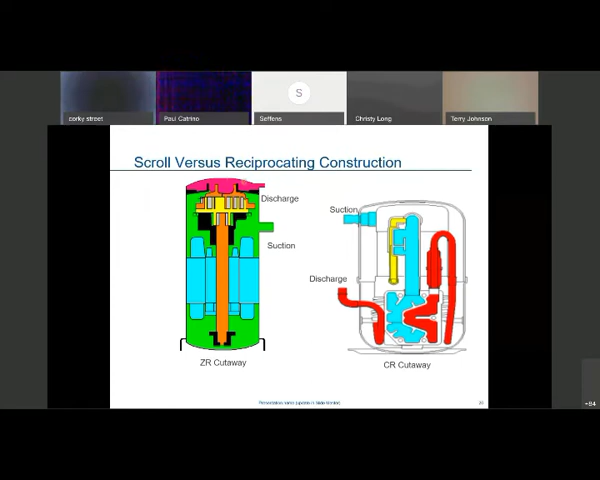 corky street
Paul Catrino
S
Seffens
Christy Long
Terry Johnson
Scroll Versus Reciprocating Construction
Discharge
Suction
Suction
Discharge
ZR Cutaway
CR Cutaway
+84